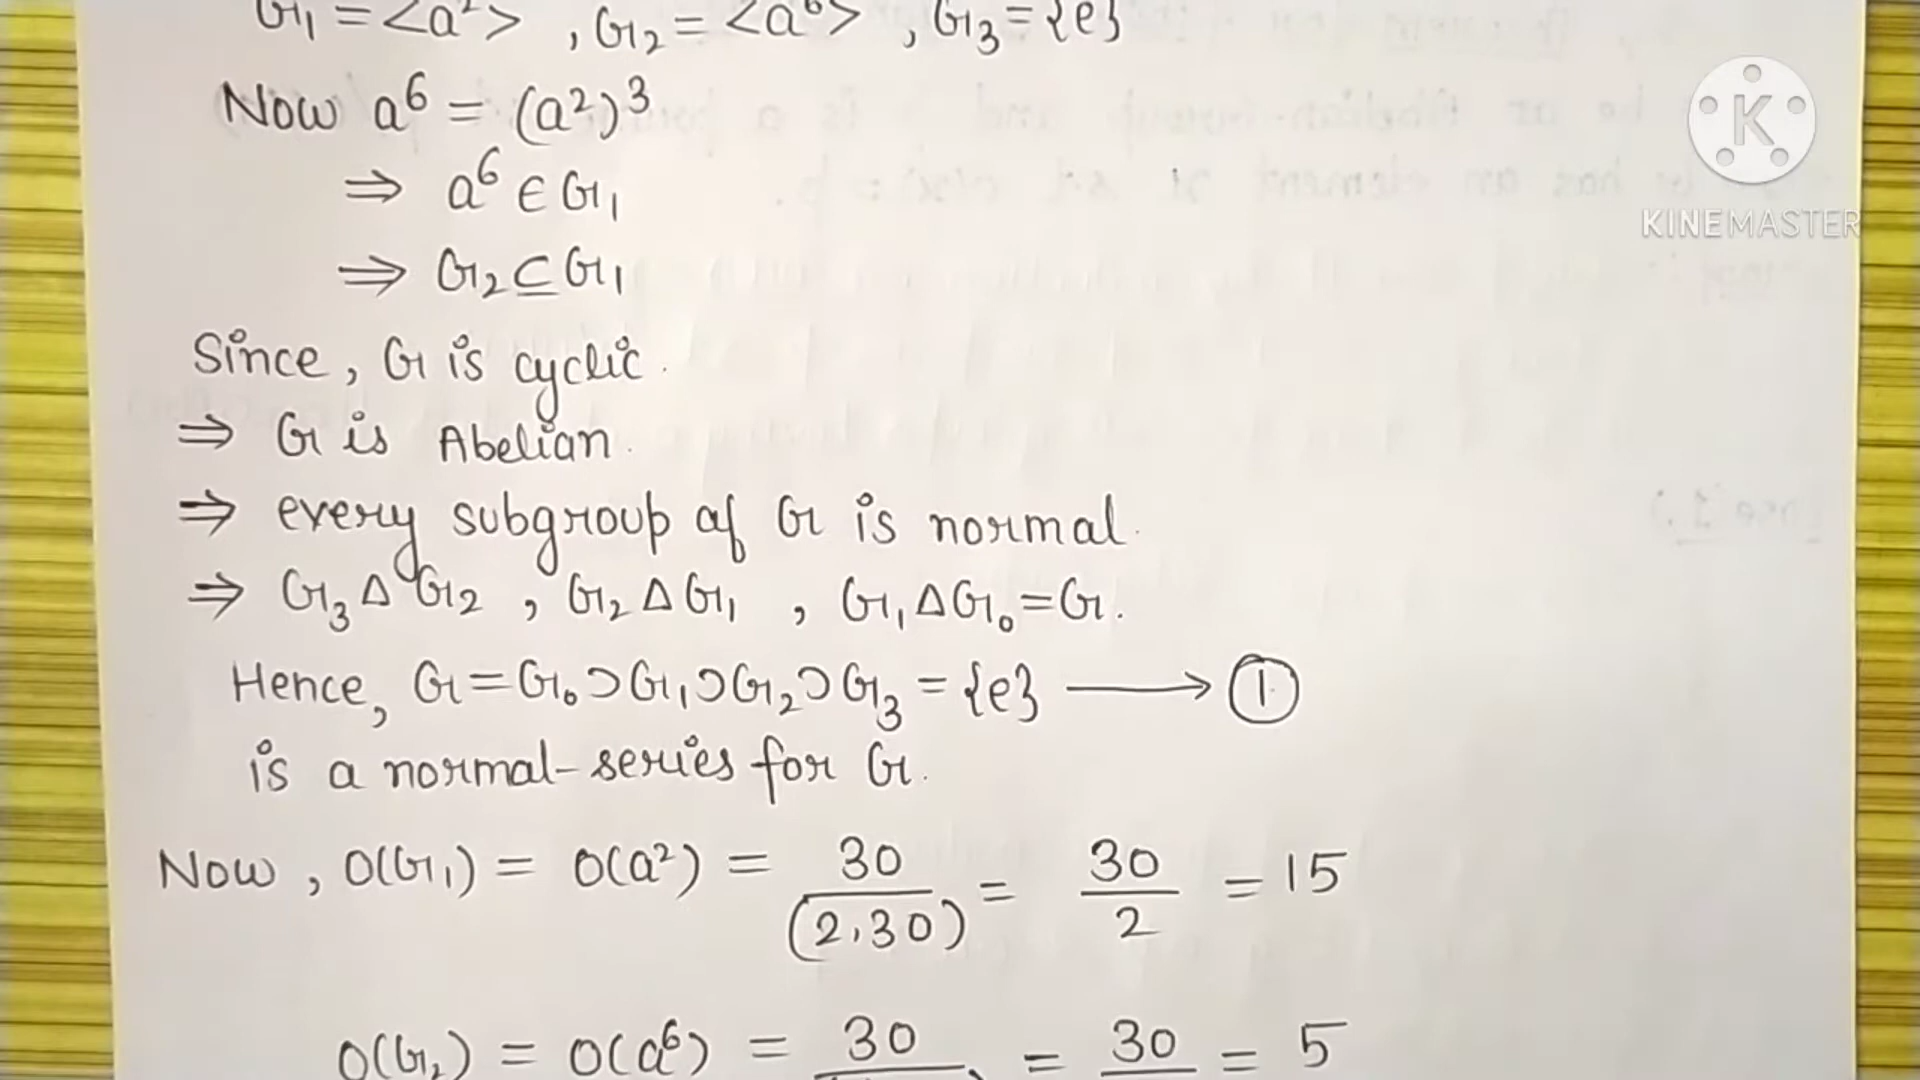 G₁ = <a²> , G₂ = <a⁶> , G₃ = {e}
Now a⁶ = (a²)³
⇒ a⁶ ∈ G₁
⇒ G₂ ⊆ G₁
Since, G is cyclic.
⇒ G is Abelian.
⇒ every subgroup of G is normal.
⇒ G₃ Δ G₂ , G₂ Δ G₁ , G₁ Δ G₀ = G.
Hence, G = G₀ ⊃ G₁ ⊃ G₂ ⊃ G₃ = {e} ⟶ ①
is a normal-series for G.
Now , O(G₁) = O(a²) = 30/(2,30) = 30/2 = 15
O(G₂) = O(a⁶) = 30 = 30 = 5
K
KINEMASTER